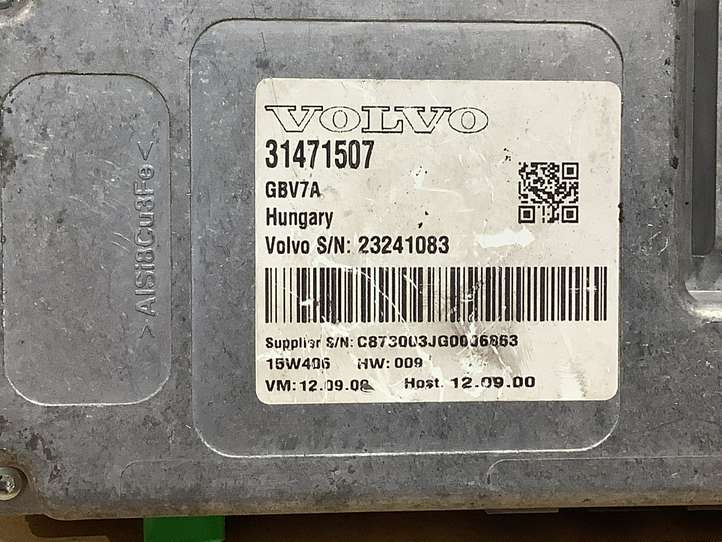 VOLVO
31471507
GBV7A
Hungary
Volvo S/N: 23241083
Supplier S/N: C873003JG0006863
15W406 HW: 009
VM: 12.09.08 Host. 12.09.00
>AlSi8Cu3Fe<